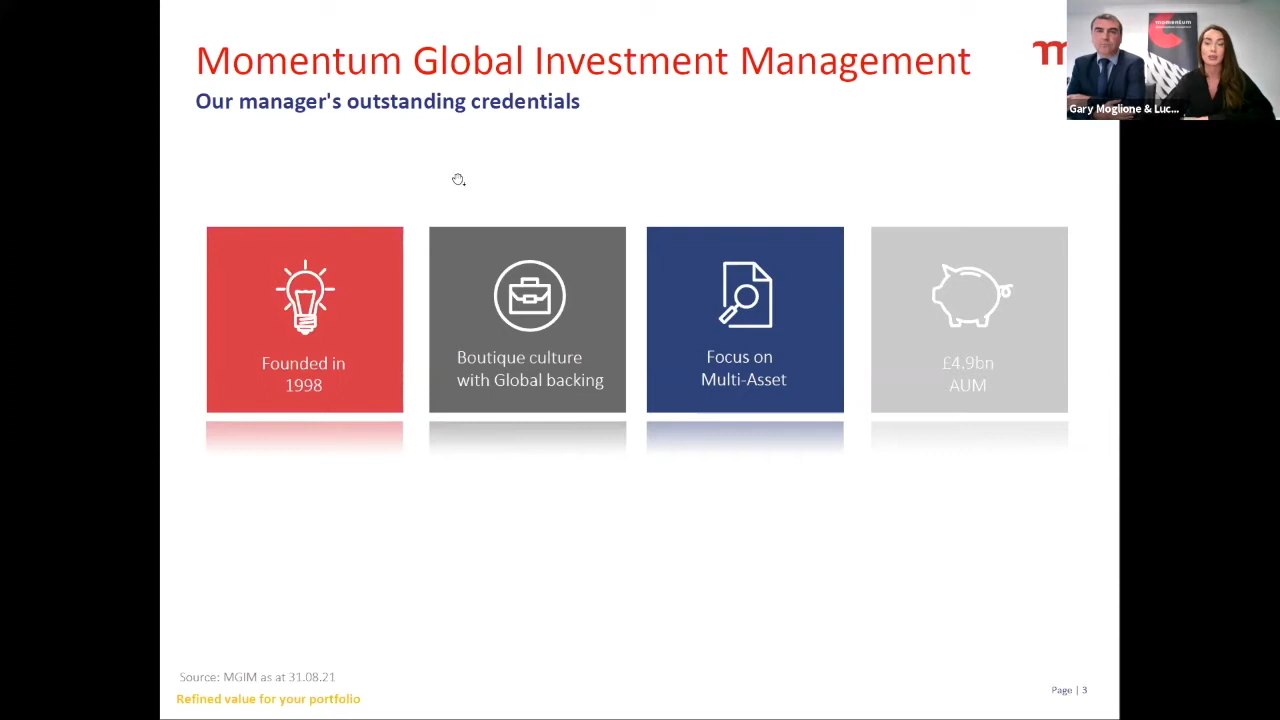 Momentum Global Investment Management
Our manager's outstanding credentials
m
momentum
Gary Moglione & Luc...
Founded in
1998
Boutique culture
with Global backing
Focus on
Multi-Asset
£4.9bn
AUM
Source: MGIM as at 31.08.21
Refined value for your portfolio
Page | 3